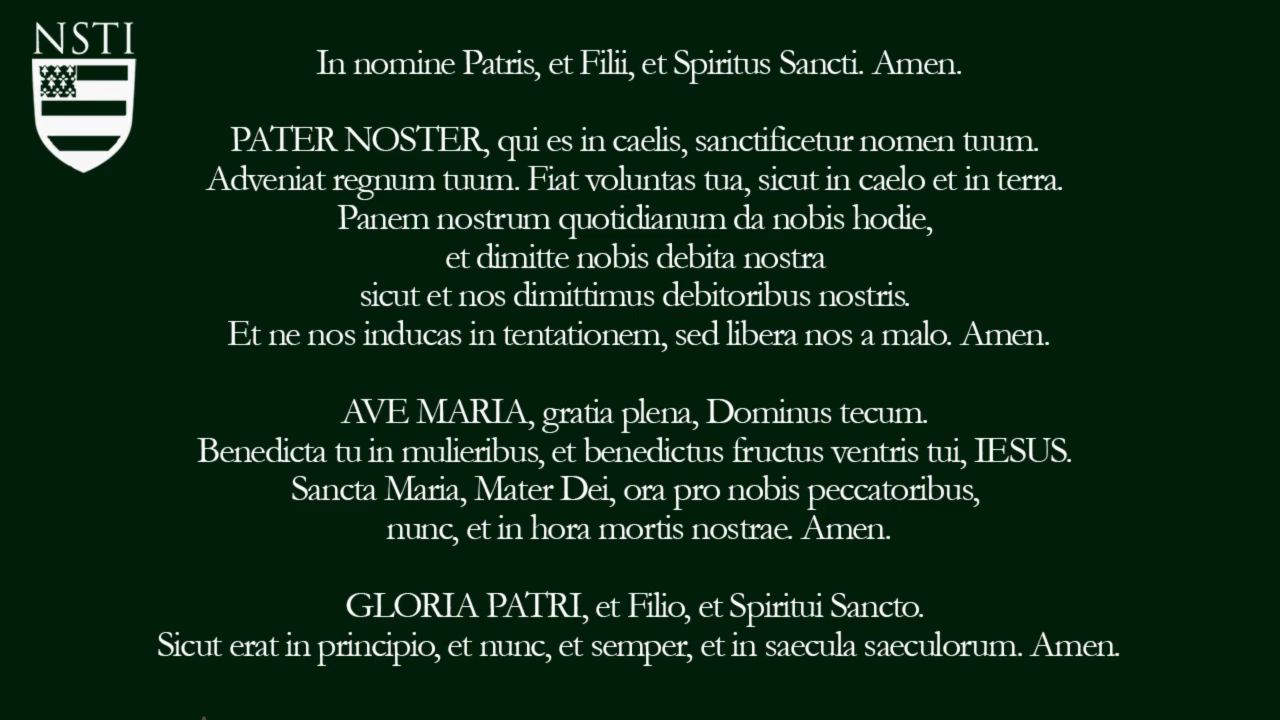 NSTI
In nomine Patris, et Filii, et Spiritus Sancti. Amen.
PATER NOSTER, qui es in caelis, sanctificetur nomen tuum.
Adveniat regnum tuum. Fiat voluntas tua, sicut in caelo et in terra.
Panem nostrum quotidianum da nobis hodie,
et dimitte nobis debita nostra
sicut et nos dimittimus debitoribus nostris.
Et ne nos inducas in tentationem, sed libera nos a malo. Amen.
AVE MARIA, gratia plena, Dominus tecum.
Benedicta tu in mulieribus, et benedictus fructus ventris tui, IESUS.
Sancta Maria, Mater Dei, ora pro nobis peccatoribus,
nunc, et in hora mortis nostrae. Amen.
GLORIA PATRI, et Filio, et Spiritui Sancto.
Sicut erat in principio, et nunc, et semper, et in saecula saeculorum. Amen.